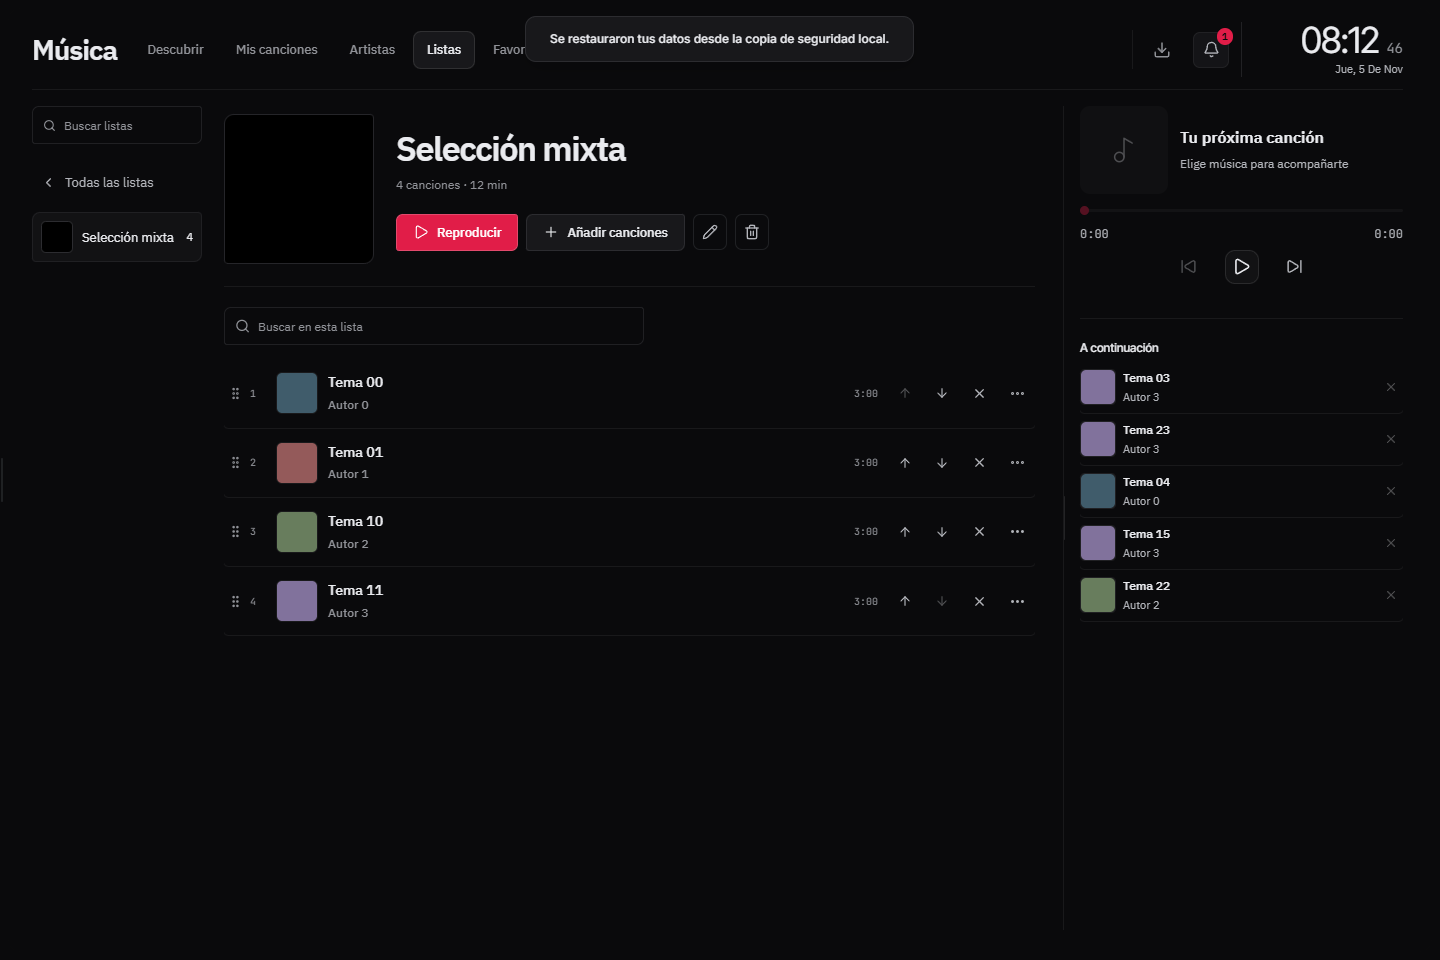 Música
Descubrir
Mis canciones
Artistas
Listas
Favor
Se restauraron tus datos desde la copia de seguridad local.
1
08:12 46
Jue, 5 De Nov
Buscar listas
Todas las listas
Selección mixta 4
Selección mixta
4 canciones · 12 min
Reproducir
Añadir canciones
Buscar en esta lista
1
Tema 00
Autor 0
3:00
2
Tema 01
Autor 1
3:00
3
Tema 10
Autor 2
3:00
4
Tema 11
Autor 3
3:00
Tu próxima canción
Elige música para acompañarte
0:00
0:00
A continuación
Tema 03
Autor 3
Tema 23
Autor 3
Tema 04
Autor 0
Tema 15
Autor 3
Tema 22
Autor 2